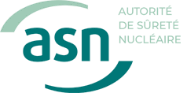 asn
AUTORITÉ
DE SÛRETÉ
NUCLÉAIRE